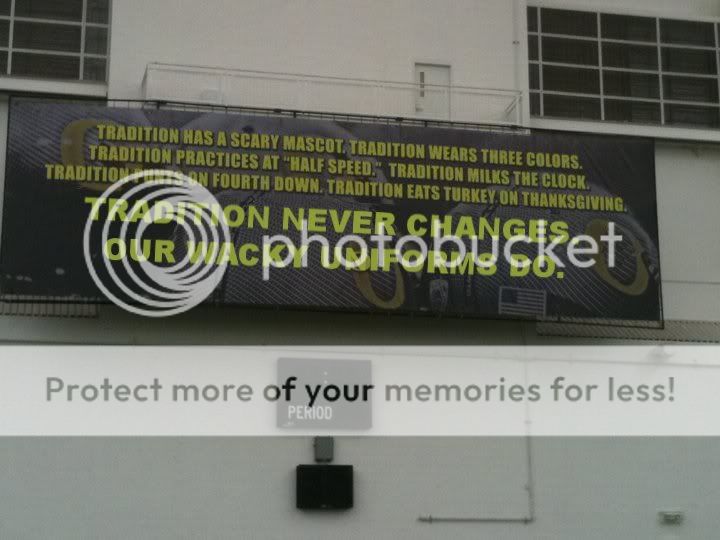 TRADITION HAS A SCARY MASCOT. TRADITION WEARS THREE COLORS.
TRADITION PRACTICES AT "HALF SPEED." TRADITION MILKS THE CLOCK.
TRADITION PUNTS ON FOURTH DOWN. TRADITION EATS TURKEY ON THANKSGIVING.
TRADITION NEVER CHANGES
OUR WACKY UNIFORMS DO.
photobucket
Protect more of your memories for less!
PERIOD